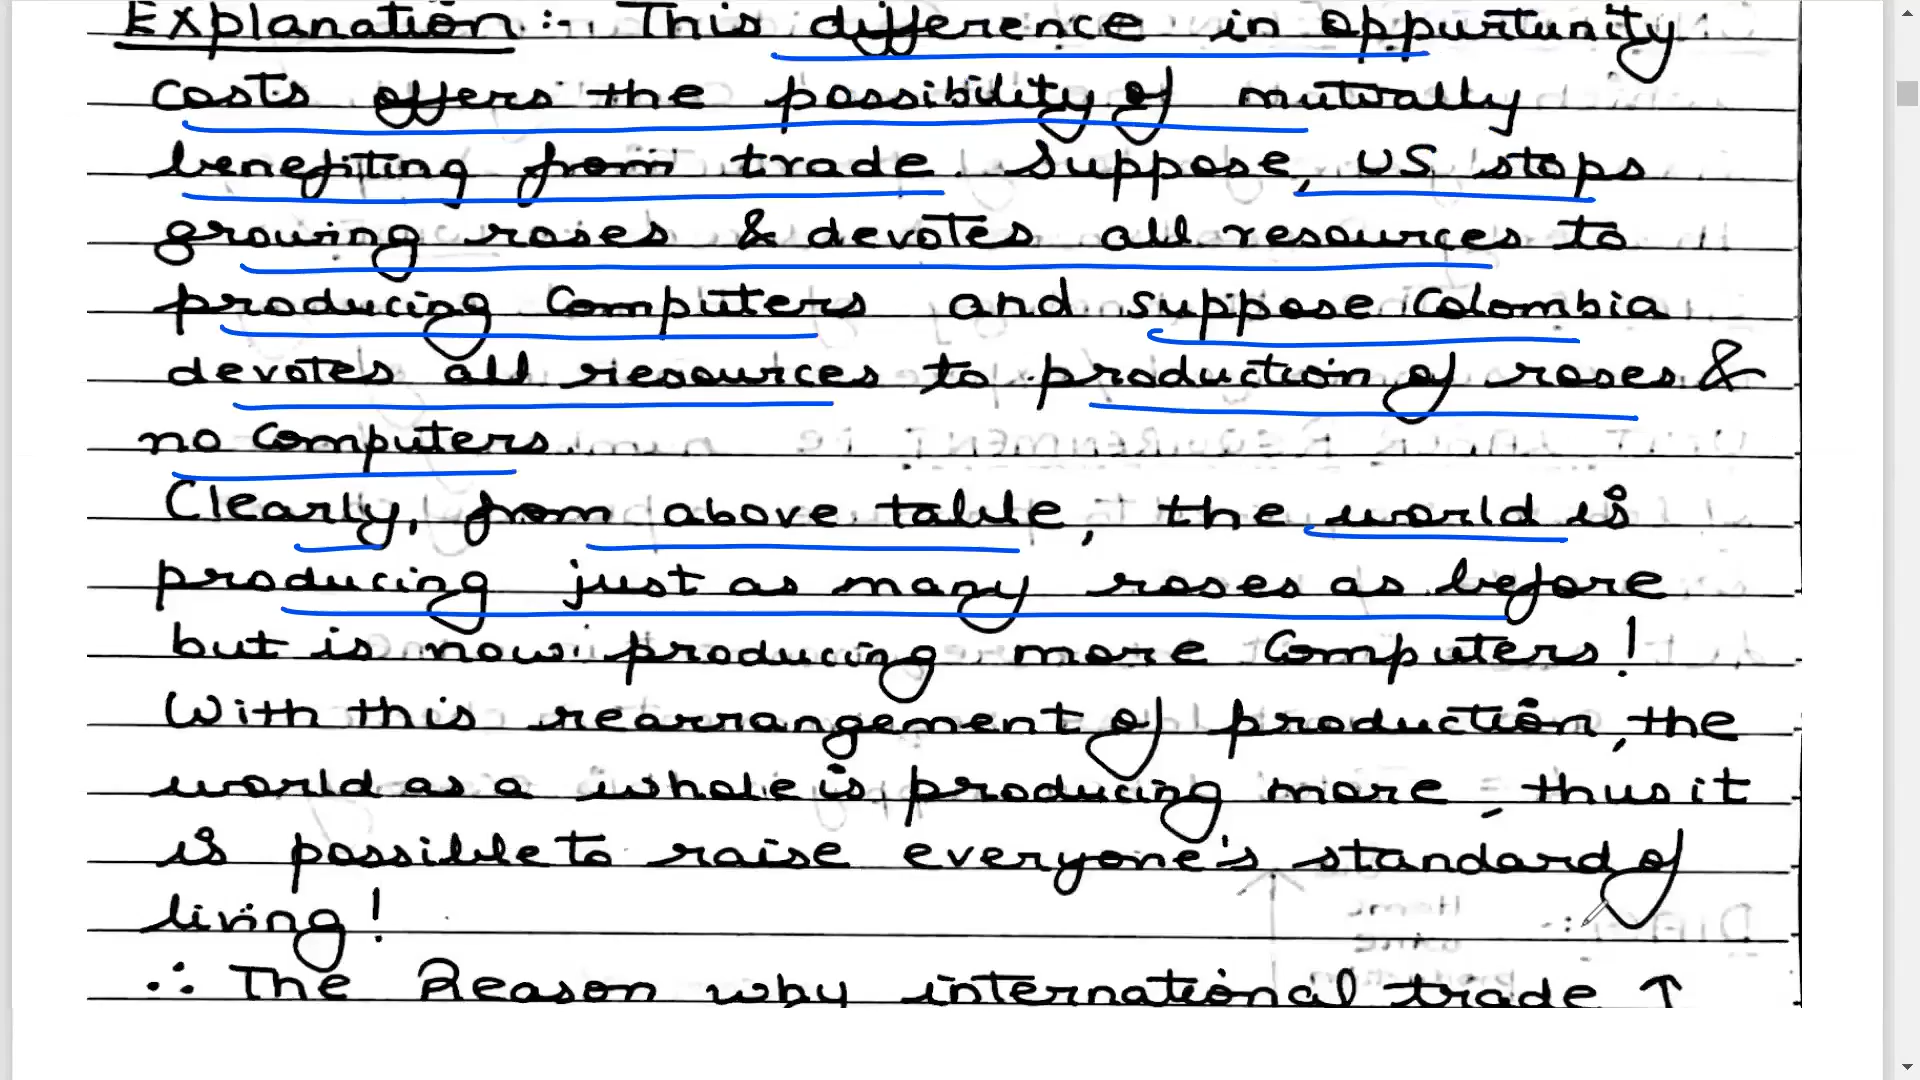 Explanation :- This difference in oppurtunity
costs offers the possibility of mutually
benefiting from trade. Suppose, US stops
growing roses & devotes all resources to
producing Computers and suppose Colombia
devotes all resources to production of roses &
no Computers.
Clearly, from above table, the world is
producing just as many roses as before
but is now producing more Computers!
With this rearrangement of production, the
world as a whole is producing more, thus it
is possible to raise everyone's standard of
living!
∴ The Reason why international trade ↑